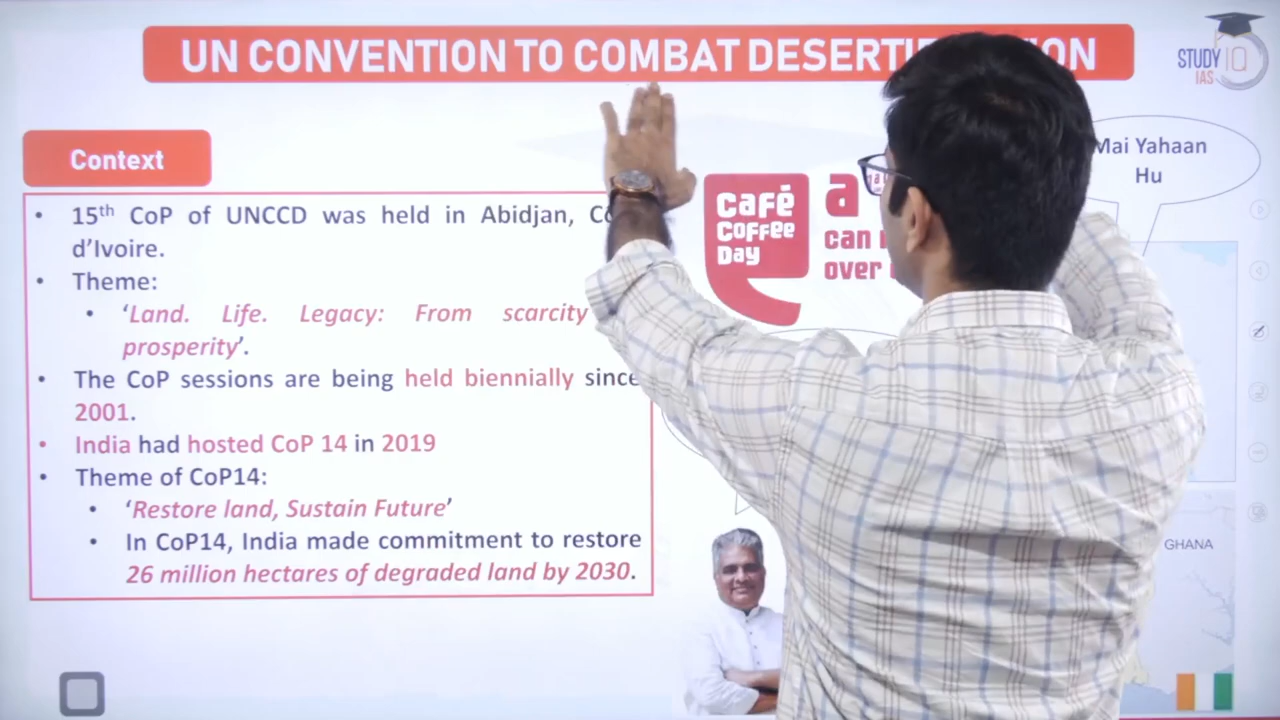 UN CONVENTION TO COMBAT
STUDY IQ
IAS
Context
Mai Yahaan
Hu
• 15th CoP of UNCCD was held in Abidjan,
d’Ivoire.
• Theme:
• ‘Land. Life. Legacy: From scarcity
prosperity’.
• The CoP sessions are being held biennially since
2001.
• India had hosted CoP 14 in 2019
• Theme of CoP14:
• ‘Restore land, Sustain Future’
• In CoP14, India made commitment to restore
26 million hectares of degraded land by 2030.
Café
Coffee
Day
a
can
over
GHANA